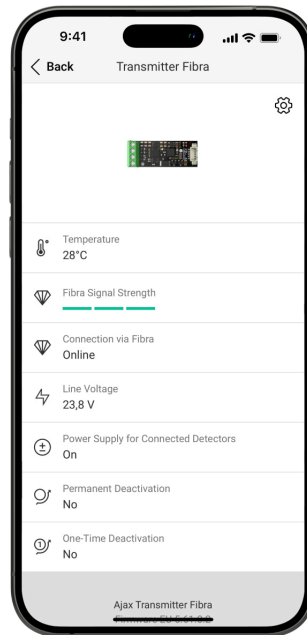 9:41
Back
Transmitter Fibra
Temperature
28°C
Fibra Signal Strength
Connection via Fibra
Online
Line Voltage
23,8 V
Power Supply for Connected Detectors
On
Permanent Deactivation
No
1
One-Time Deactivation
No
Ajax Transmitter Fibra